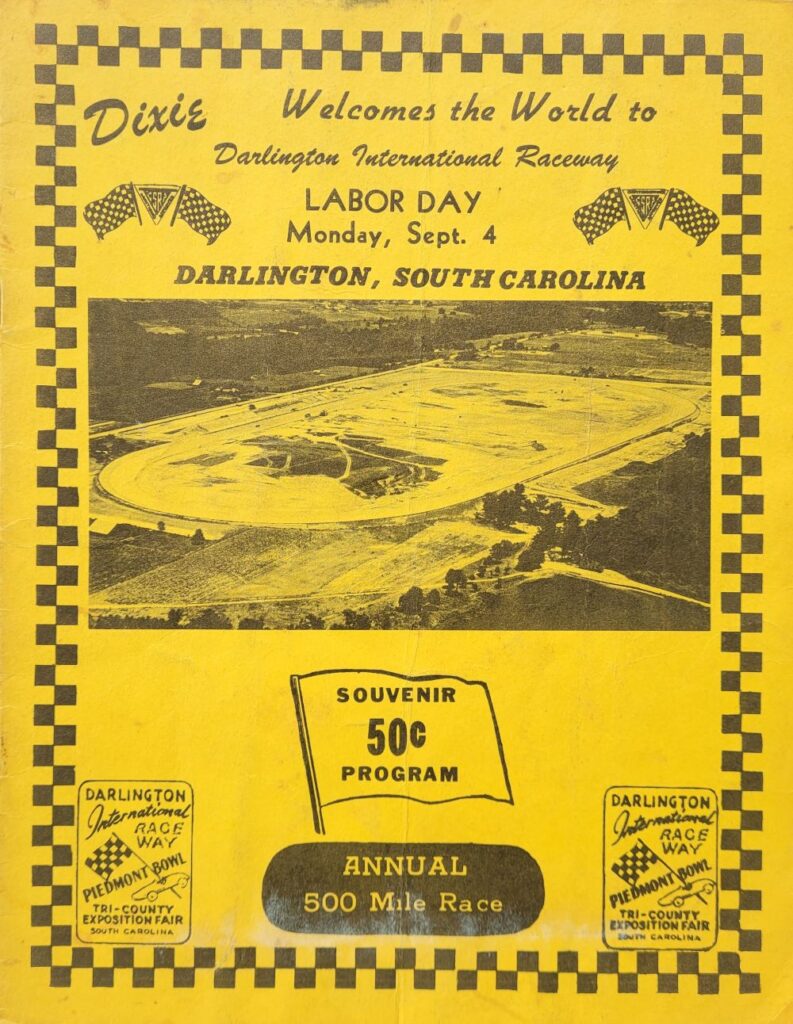 Dixie
Welcomes the World to
Darlington International Raceway
LABOR DAY
Monday, Sept. 4
DARLINGTON, SOUTH CAROLINA
SOUVENIR
50¢
PROGRAM
DARLINGTON
International
RACE
WAY
PIEDMONT BOWL
TRI-COUNTY
EXPOSITION FAIR
SOUTH CAROLINA
ANNUAL
500 Mile Race
DARLINGTON
International
RACE
WAY
PIEDMONT BOWL
TRI-COUNTY
EXPOSITION FAIR
SOUTH CAROLINA